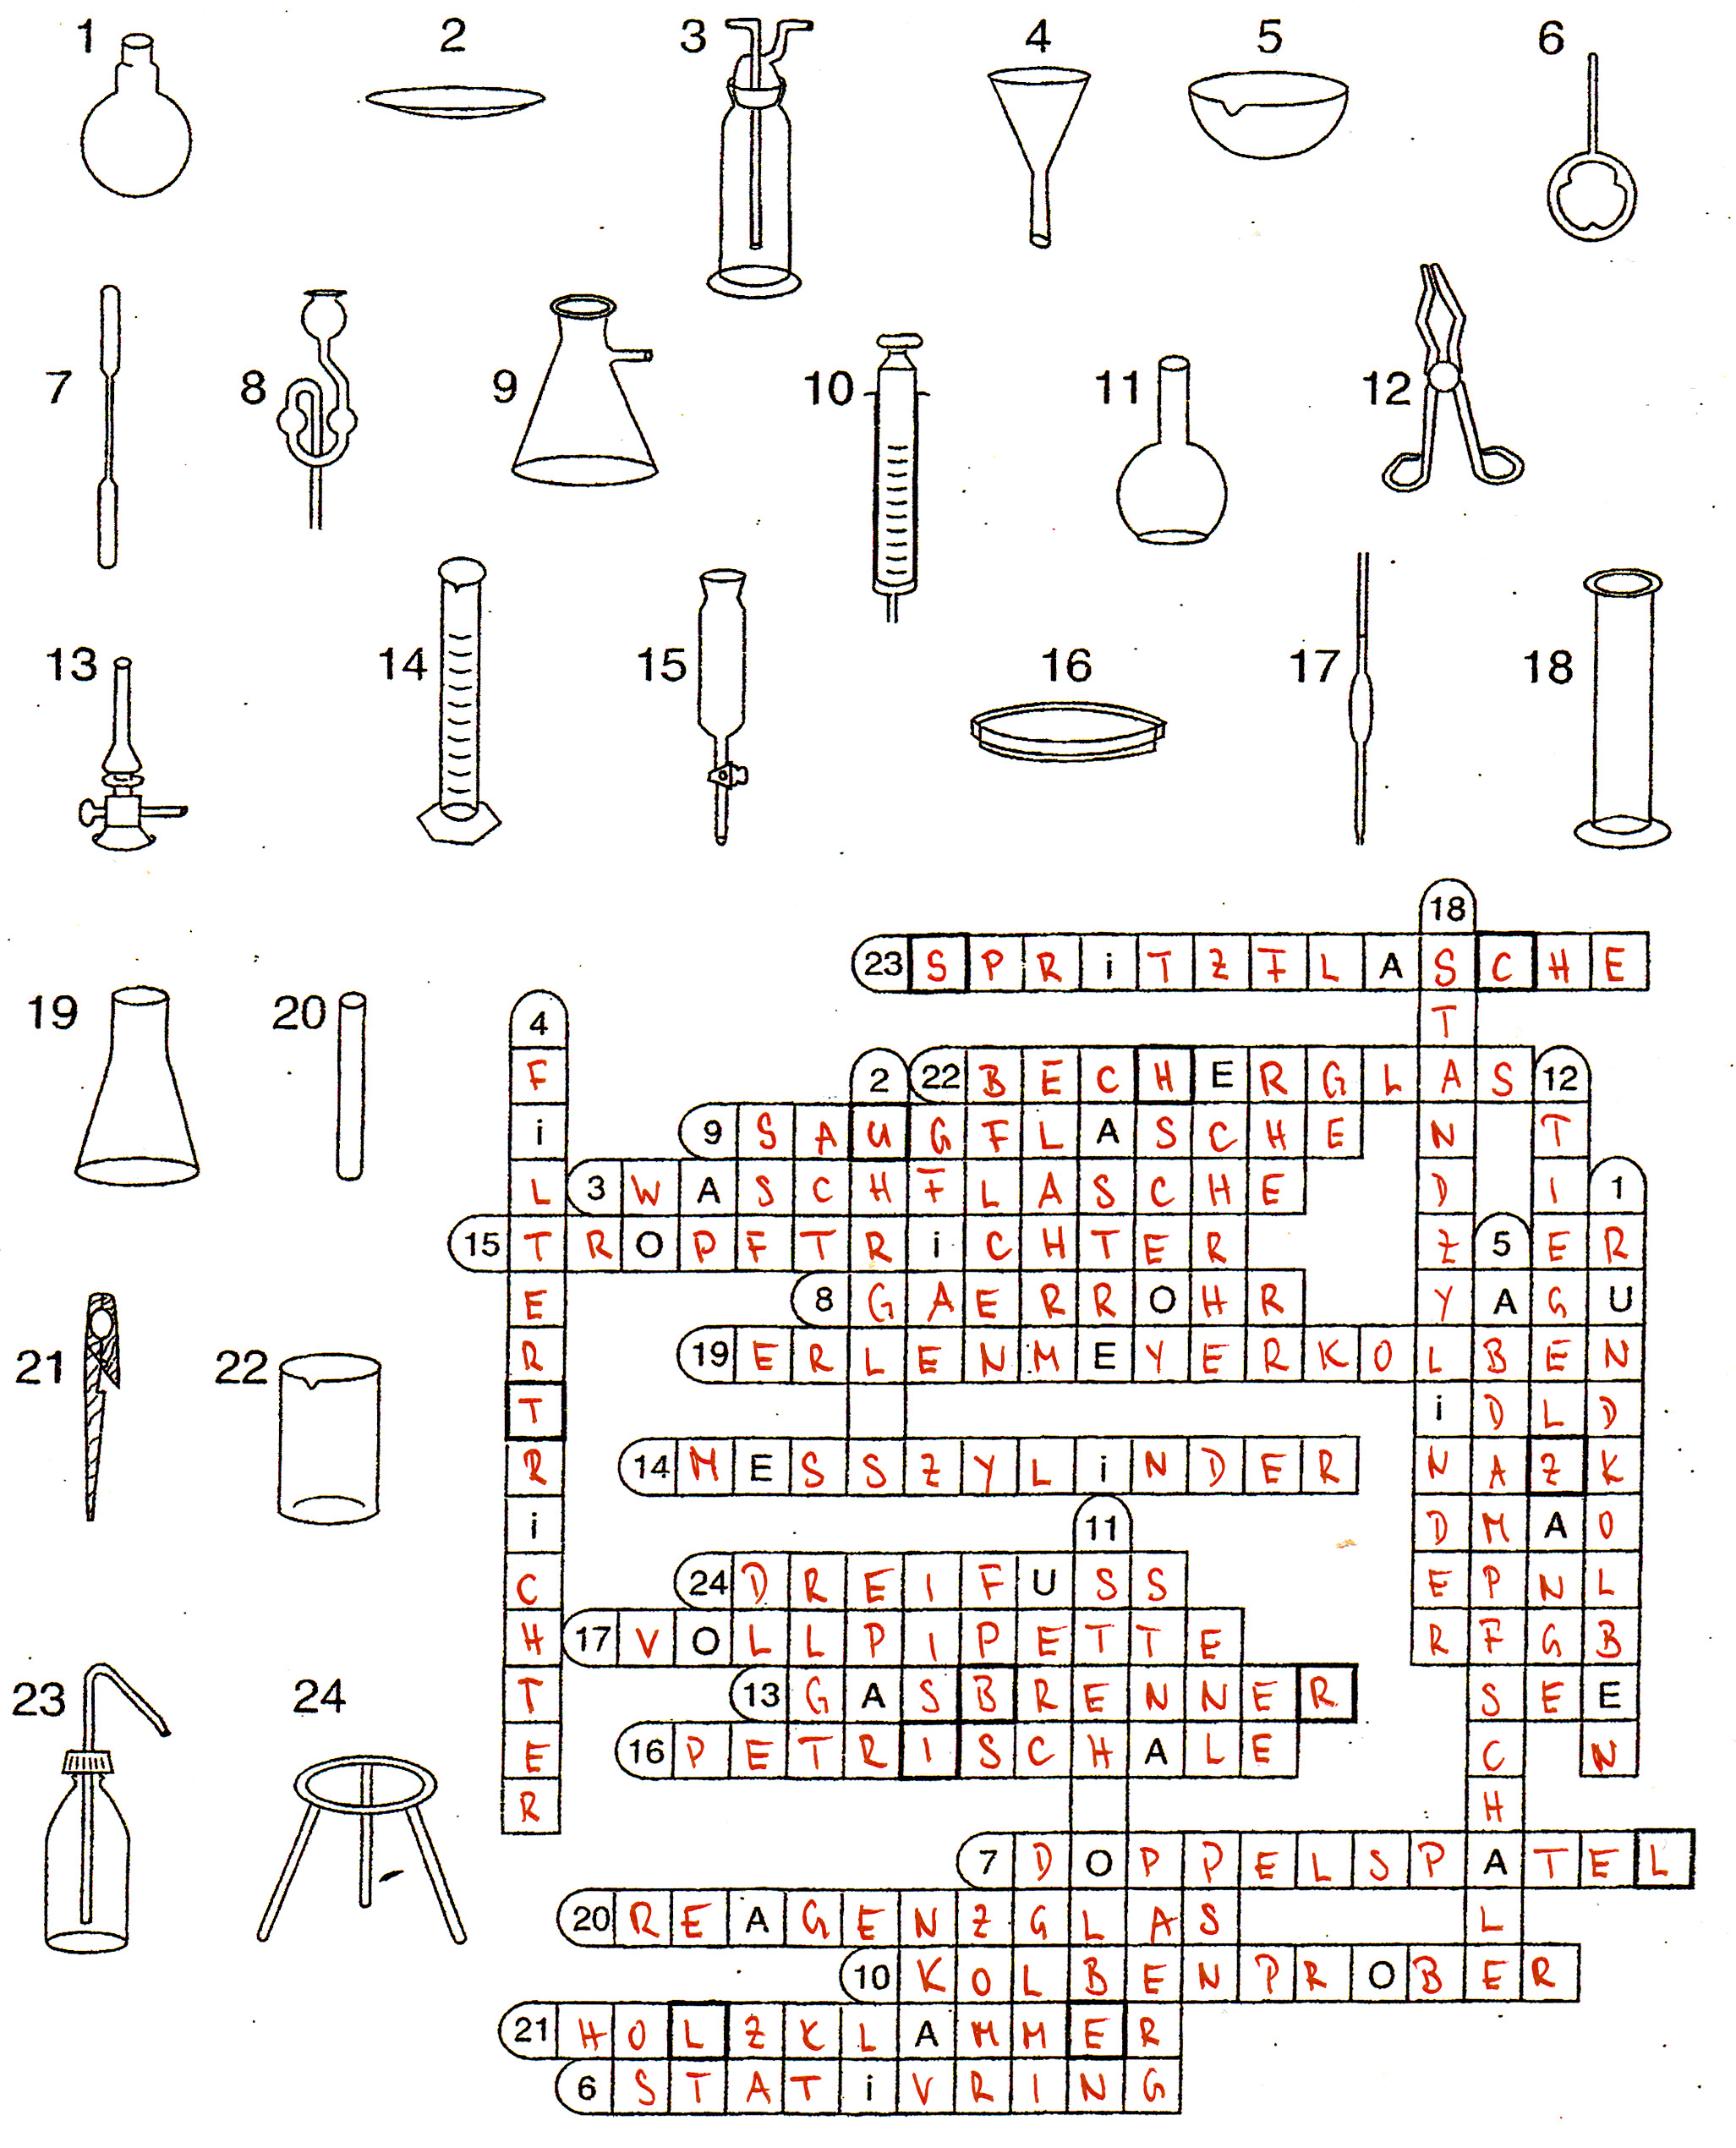 1 2 3 4 5 6
7 8 9 10 11 12
13 14 15 16 17 18
19 20
21 22
23 24
18 STANDZYLiNDER
23 SPRiTZFLASCHE
4 FiLTERTRiCHTER
2 UHRGL S
22 BECHERGLAS
12 TIEGELZANGE
9 SAUGFLASCHE
3 WASCHFLASCHE
1 RUNDKOLBEN
15 TROPFTRiCHTER
5 ABDAMPFSCHALE
8 GAERROHR
19 ERLENMEYERKOLBEN
14 MESSZYLiNDER
11 STEH OLBEN
24 DREIFUSS
17 VOLLPIPETTE
13 GASBRENNER
16 PETRISCHALE
7 DOPPELSPATEL
20 REAGENZGLAS
10 KOLBENPROBER
21 HOLZKLAMMER
6 STATiVRING